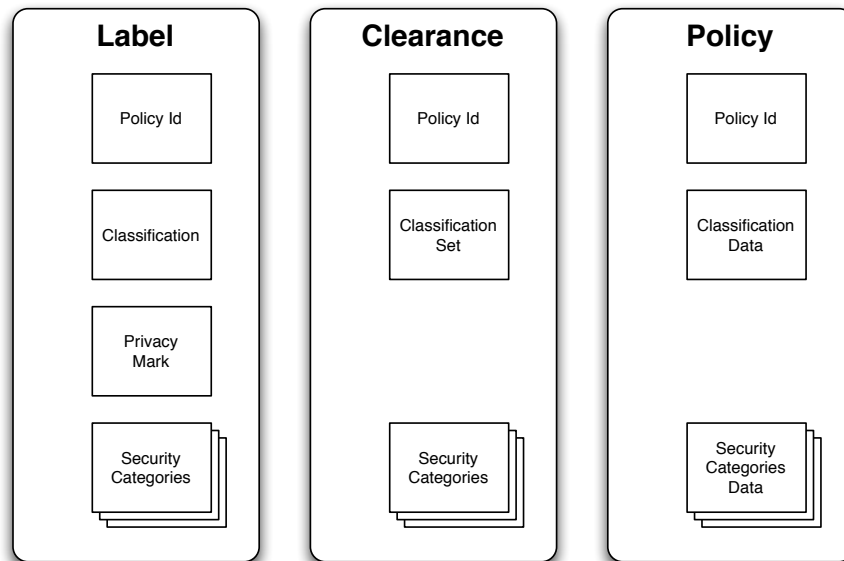 Label
Policy Id
Classification
Privacy
Mark
Security
Categories
Clearance
Policy Id
Classification
Set
Security
Categories
Policy
Policy Id
Classification
Data
Security
Categories
Data